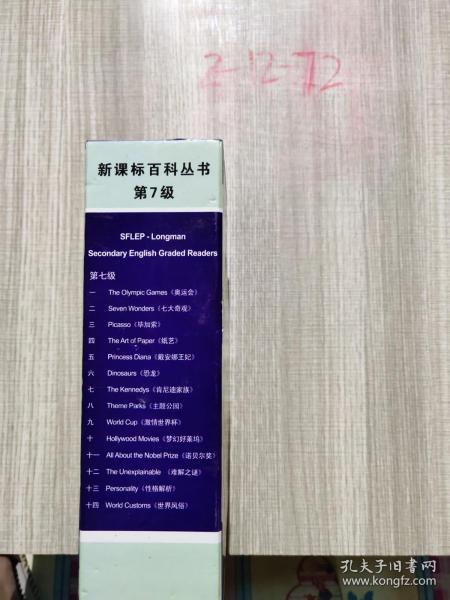 2-12-72
新课标百科丛书
第7级
SFLEP - Longman
Secondary English Graded Readers
第七级
一 The Olympic Games《奥运会》
二 Seven Wonders《七大奇观》
三 Picasso《毕加索》
四 The Art of Paper《纸艺》
五 Princess Diana《戴安娜王妃》
六 Dinosaurs《恐龙》
七 The Kennedys《肯尼迪家族》
八 Theme Parks《主题公园》
九 World Cup《激情世界杯》
十 Hollywood Movies《梦幻好莱坞》
十一 All About the Nobel Prize《诺贝尔奖》
十二 The Unexplainable 《难解之谜》
十三 Personality《性格解析》
十四 World Customs《世界风俗》
孔夫子旧书网
www.kongfz.com